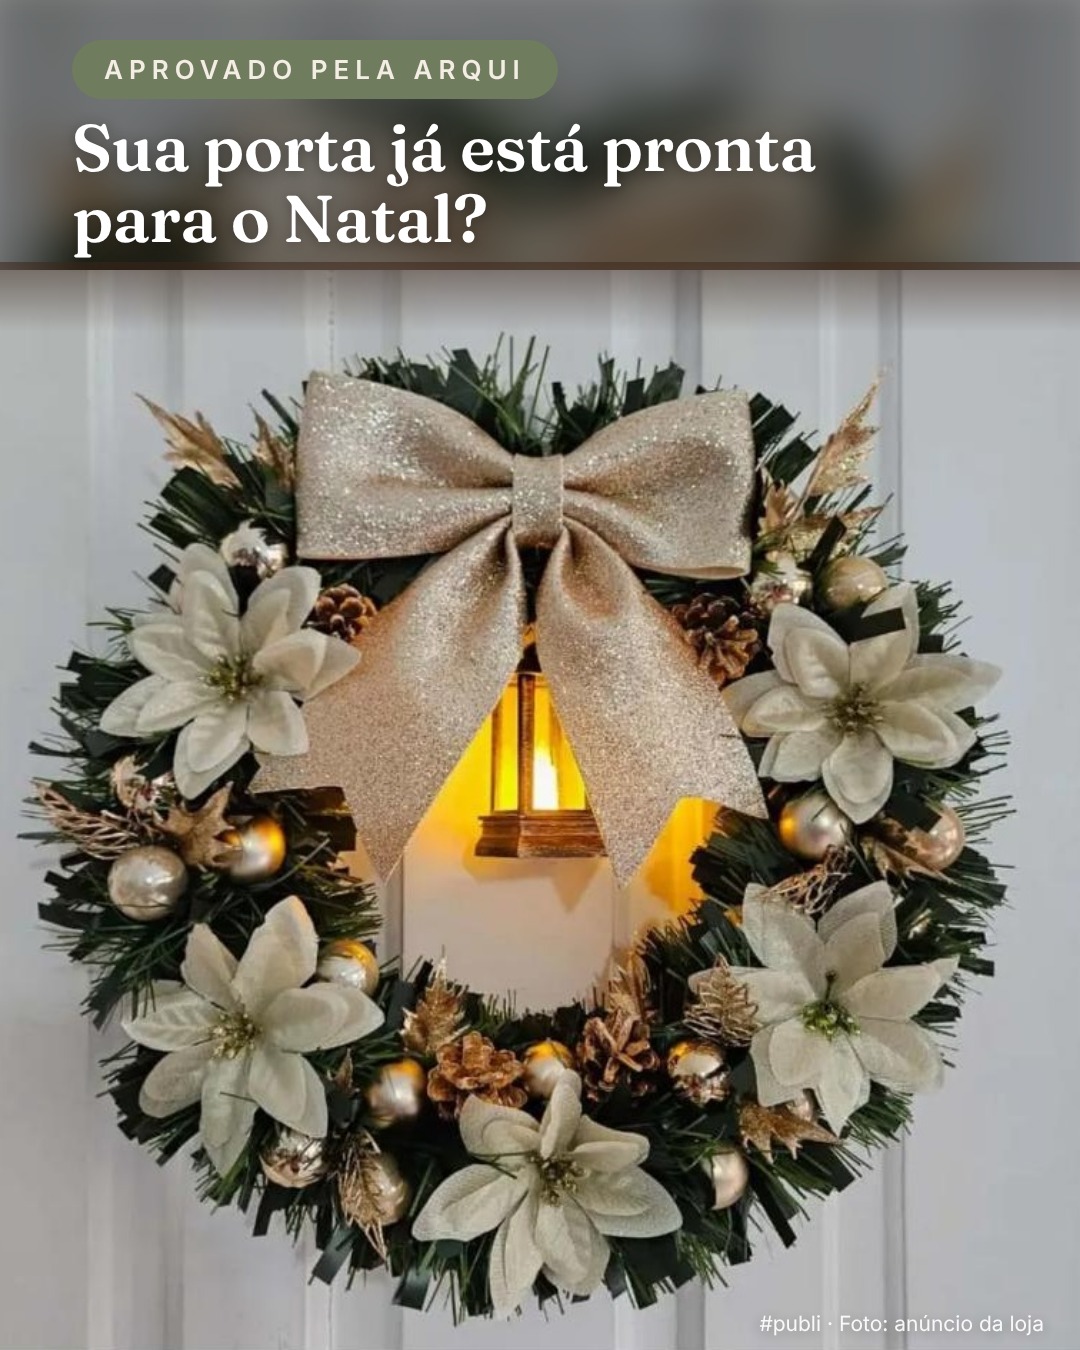 APROVADO PELA ARQUI
Sua porta já está pronta
para o Natal?
#publi · Foto: anúncio da loja